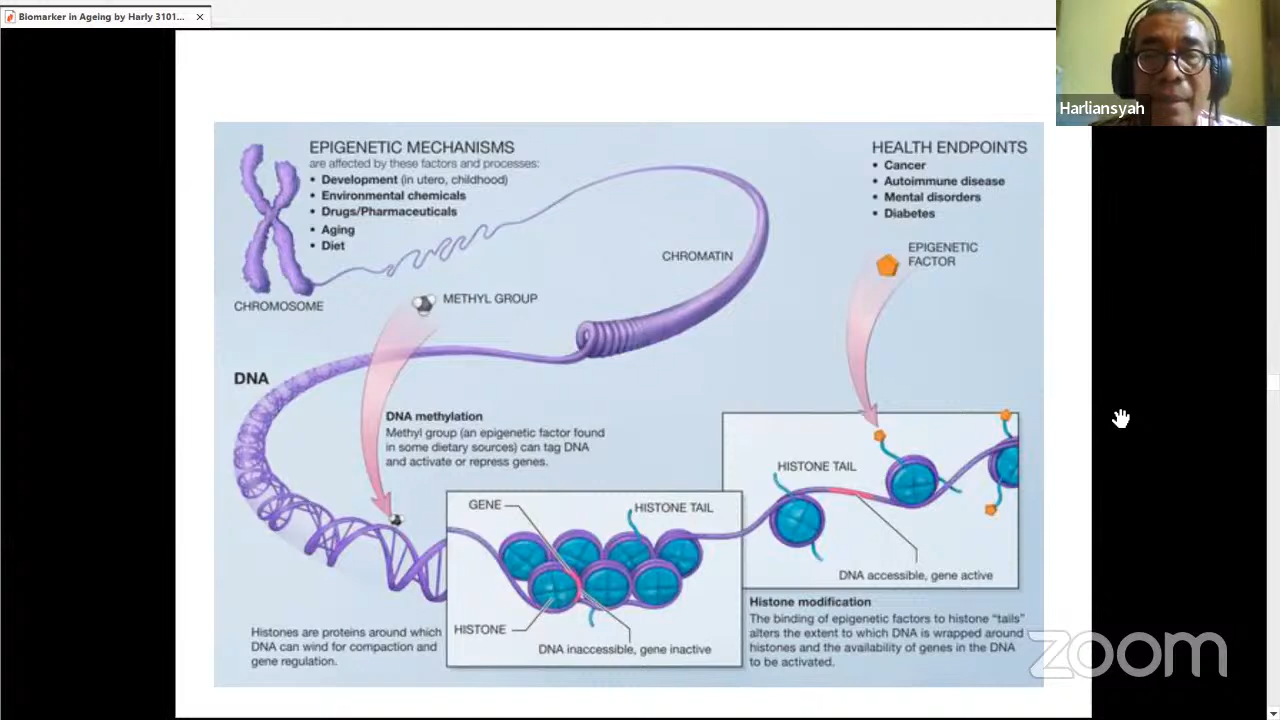 Biomarker in Ageing by Harly 3101...
Harliansyah
EPIGENETIC MECHANISMS
are affected by these factors and processes:
• Development (in utero, childhood)
• Environmental chemicals
• Drugs/Pharmaceuticals
• Aging
• Diet
HEALTH ENDPOINTS
• Cancer
• Autoimmune disease
• Mental disorders
• Diabetes
EPIGENETIC
FACTOR
CHROMATIN
CHROMOSOME
METHYL GROUP
DNA
DNA methylation
Methyl group (an epigenetic factor found
in some dietary sources) can tag DNA
and activate or repress genes.
HISTONE TAIL
GENE
HISTONE TAIL
DNA accessible, gene active
HISTONE
DNA inaccessible, gene inactive
Histones are proteins around which
DNA can wind for compaction and
gene regulation.
Histone modification
The binding of epigenetic factors to histone “tails”
alters the extent to which DNA is wrapped around
histones and the availability of genes in the DNA
to be activated.
zoom